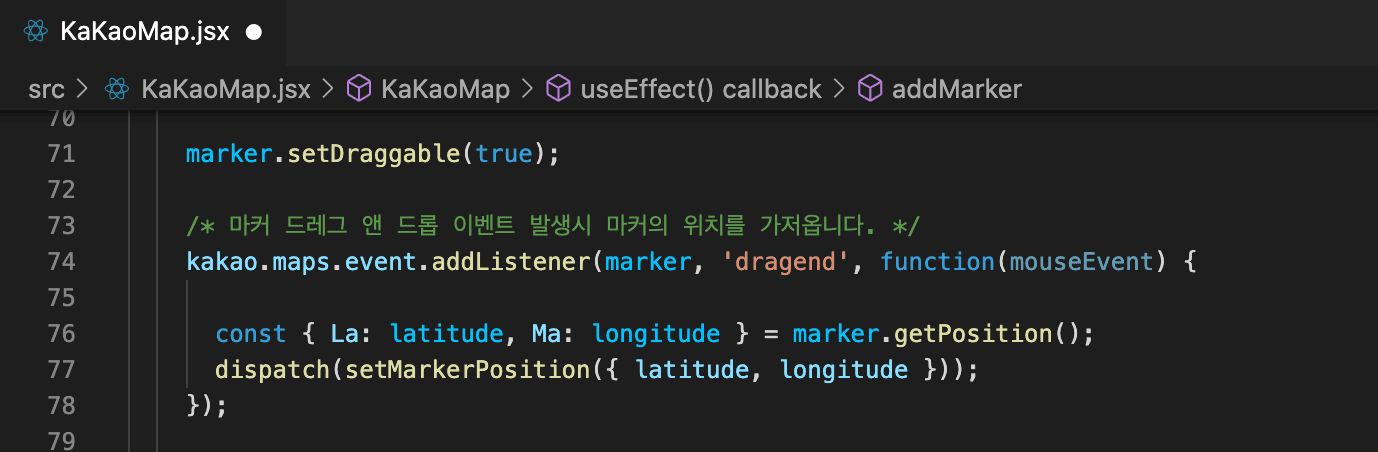 KaKaoMap.jsx
src > KaKaoMap.jsx > KaKaoMap > useEffect() callback > addMarker
70
71 marker.setDraggable(true);
72
73 /* 마커 드레그 앤 드롭 이벤트 발생시 마커의 위치를 가져옵니다. */
74 kakao.maps.event.addListener(marker, 'dragend', function(mouseEvent) {
75
76 const { La: latitude, Ma: longitude } = marker.getPosition();
77 dispatch(setMarkerPosition({ latitude, longitude }));
78 });
79